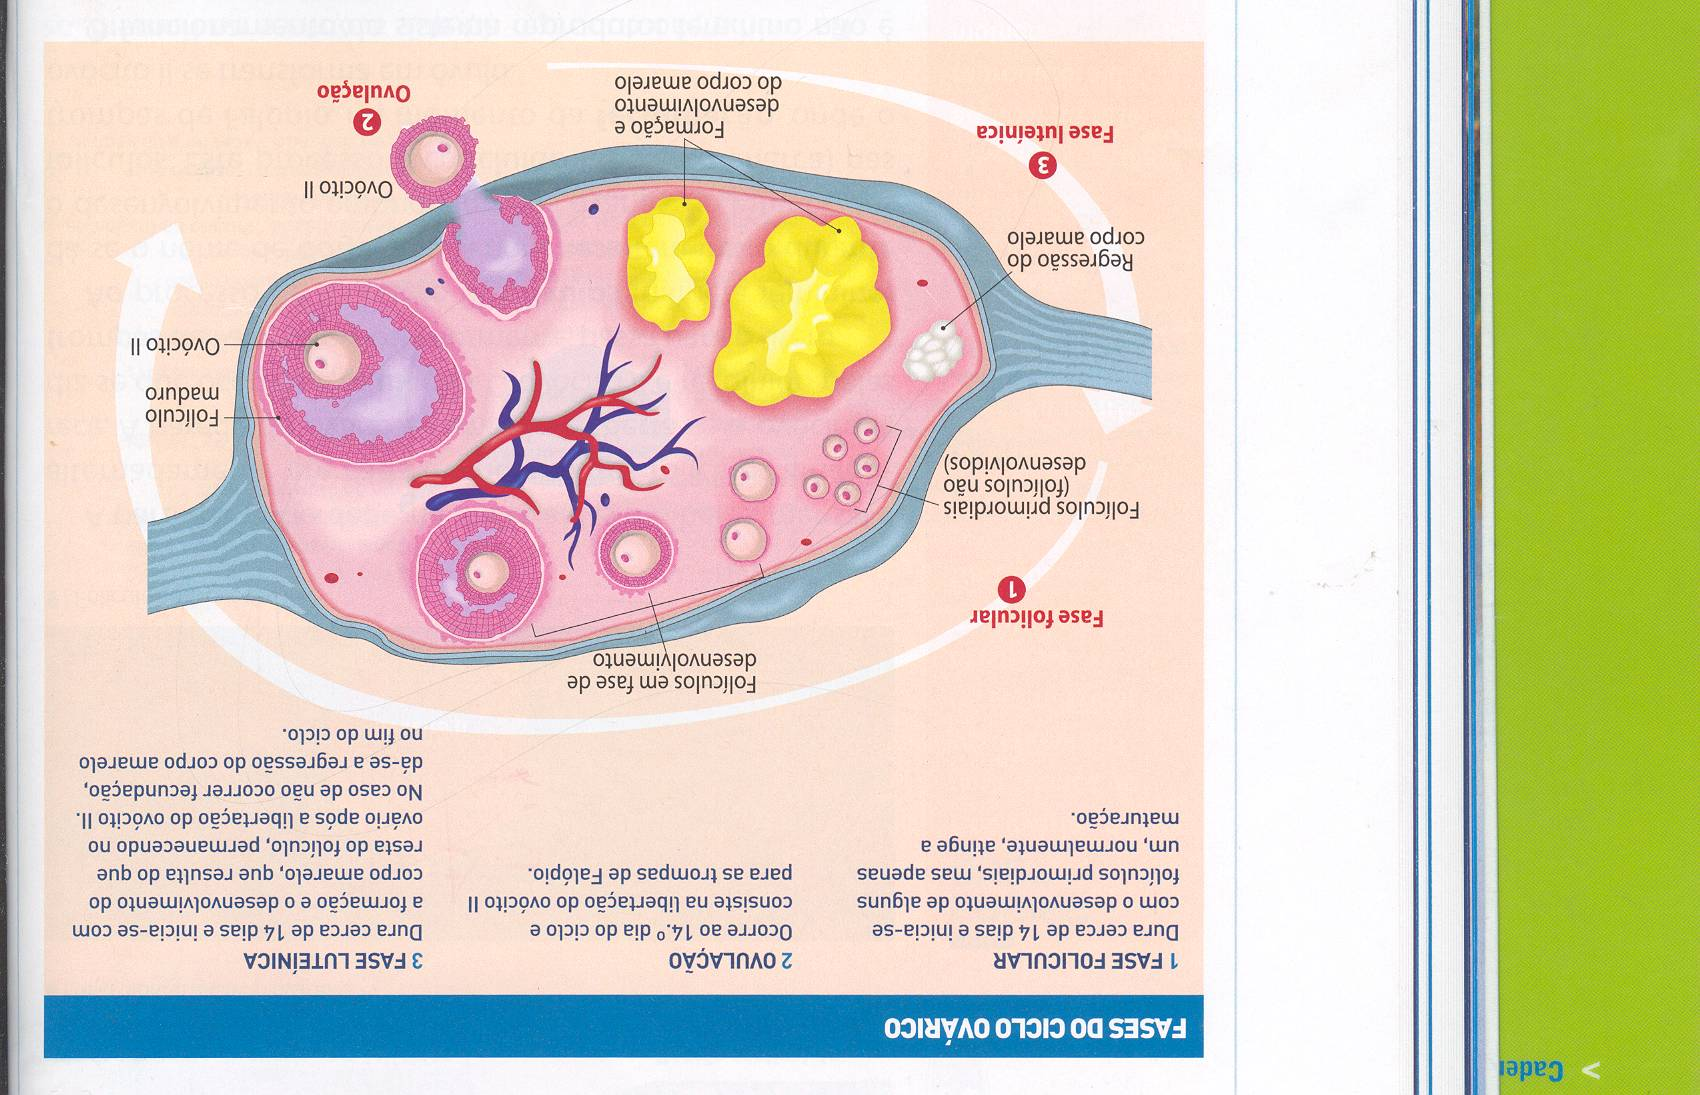 FASES DO CICLO OVÁRICO
1 FASE FOLICULAR
Dura cerca de 14 dias e inicia-se
com o desenvolvimento de alguns
folículos primordiais, mas apenas
um, normalmente, atinge a
maturação.
2 OVULAÇÃO
Ocorre ao 14.º dia do ciclo e
consiste na libertação do ovócito II
para as trompas de Falópio.
3 FASE LUTEÍNICA
Dura cerca de 14 dias e inicia-se com
a formação e o desenvolvimento do
corpo amarelo, que resulta do que
resta do folículo, permanecendo no
ovário após a libertação do ovócito II.
No caso de não ocorrer fecundação,
dá-se a regressão do corpo amarelo
no fim do ciclo.
Folículos em fase de
desenvolvimento
Fase folicular
1
Folículos primordiais
(folículos não
desenvolvidos)
Folículo
maduro
Ovócito II
Regressão do
corpo amarelo
Ovócito II
3
Fase luteínica
Formação e
desenvolvimento
do corpo amarelo
2
Ovulação
> Cader